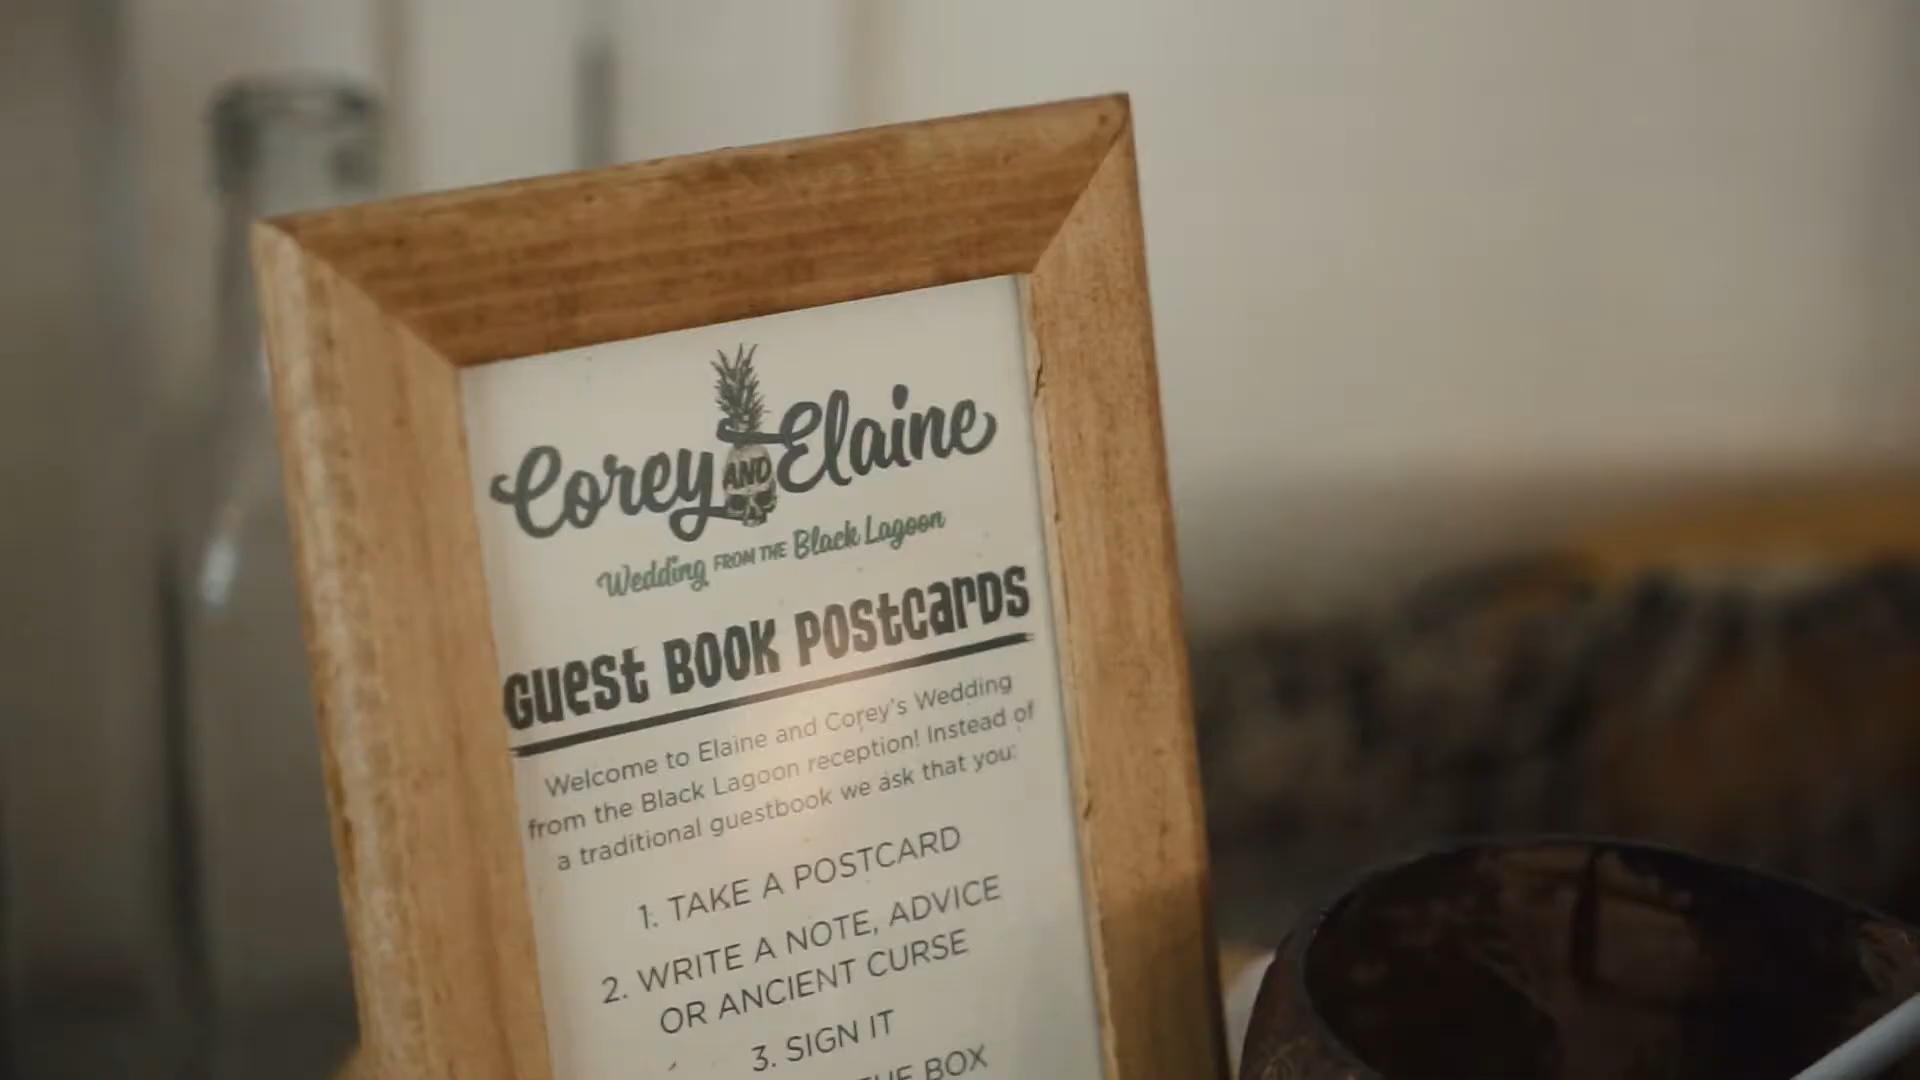 Corey AND Elaine
Wedding FROM THE Black Lagoon
GUEST BOOK POSTCARDS
Welcome to Elaine and Corey's Wedding
from the Black Lagoon reception! Instead of
a traditional guestbook we ask that you:
1. TAKE A POSTCARD
2. WRITE A NOTE, ADVICE
OR ANCIENT CURSE
3. SIGN IT
THE BOX